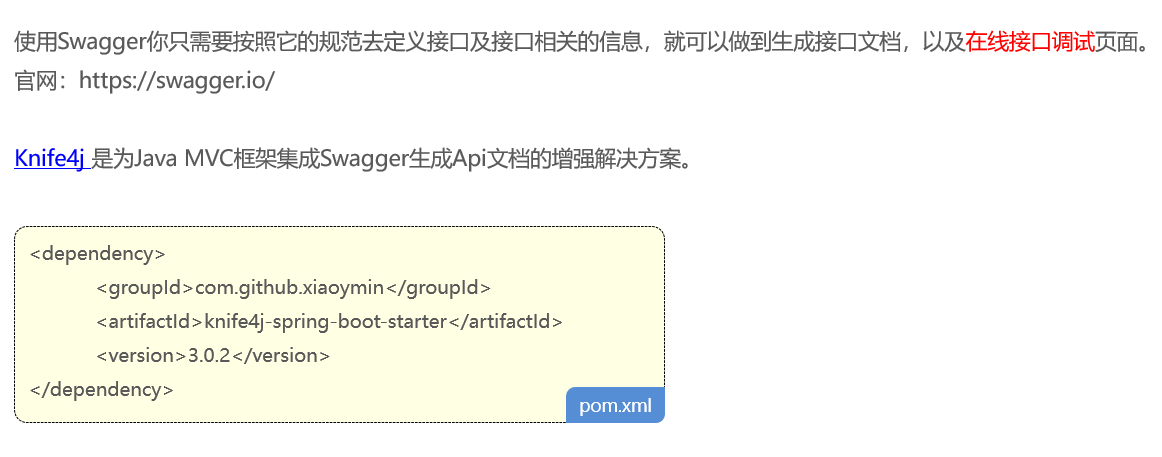 使用Swagger你只需要按照它的规范去定义接口及接口相关的信息，就可以做到生成接口文档，以及在线接口调试页面。
官网：https://swagger.io/
Knife4j 是为Java MVC框架集成Swagger生成Api文档的增强解决方案。
<dependency>
<groupId>com.github.xiaoymin</groupId>
<artifactId>knife4j-spring-boot-starter</artifactId>
<version>3.0.2</version>
</dependency>
pom.xml